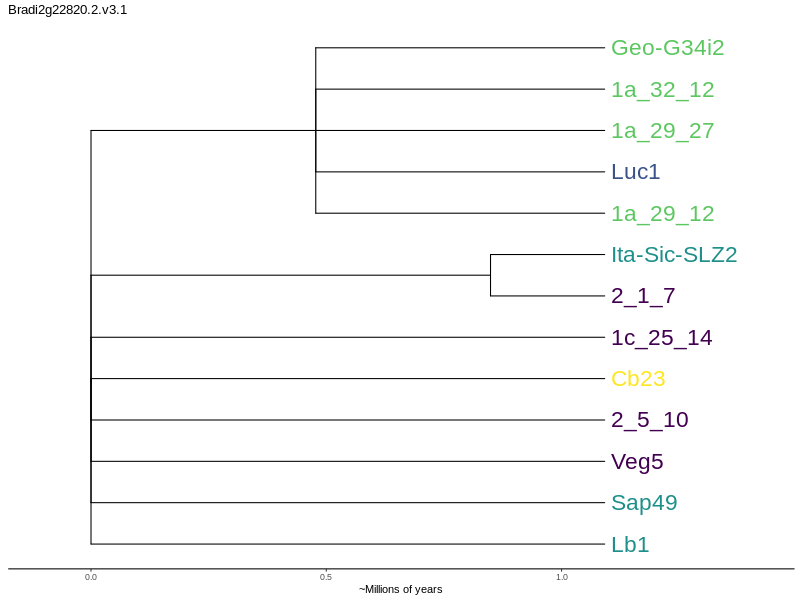 Bradi2g22820.2.v3.1
Geo-G34i2
1a_32_12
1a_29_27
Luc1
1a_29_12
Ita-Sic-SLZ2
2_1_7
1c_25_14
Cb23
2_5_10
Veg5
Sap49
Lb1
0.0 0.5 1.0
~Millions of years